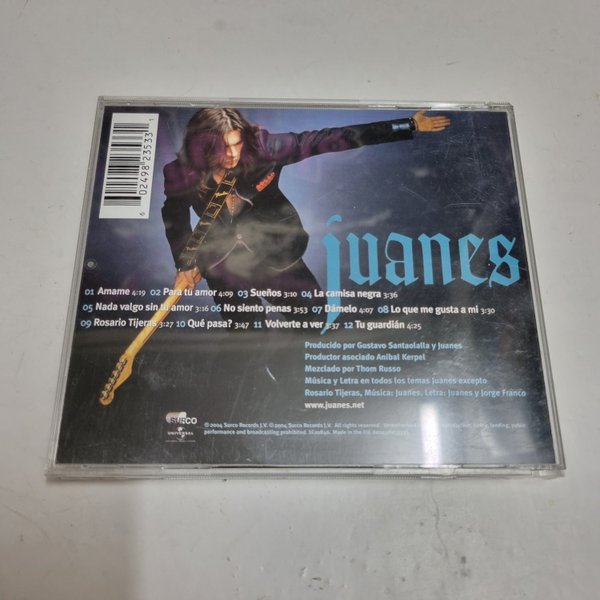 6 02498 23533 1
juanes
01 Amame 4:19 02 Para tu amor 4:09 03 Sueños 3:10 04 La camisa negra 3:36
05 Nada valgo sin tu amor 3:16 06 No siento penas 3:53 07 Dámelo 4:07 08 Lo que me gusta a mi 3:30
09 Rosario Tijeras 3:27 10 Qué pasa? 3:47 11 Volverte a ver 3:37 12 Tu guardián 4:25
Producido por Gustavo Santaolalla y Juanes
Productor asociado Anibal Kerpel
Mezclado por Thom Russo
Música y Letra en todos los temas Juanes excepto
Rosario Tijeras, Música: Juanes, Letra: Juanes y Jorge Franco
www.juanes.net
SURCO
UNIVERSAL
℗ 2004 Surco Records J.V. © 2004 Surco Records J.V. All rights reserved. lending, public
performance and broadcasting prohibited. Made in the EU.